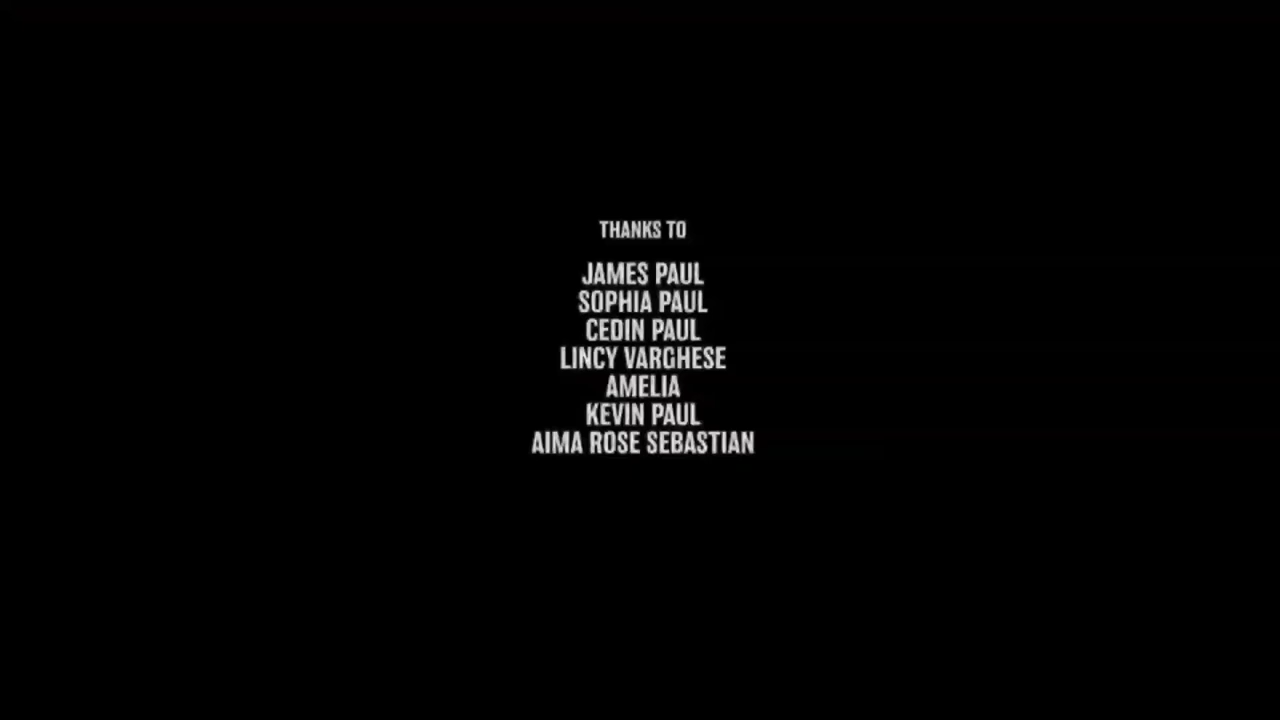 THANKS TO
JAMES PAUL
SOPHIA PAUL
CEDIN PAUL
LINCY VARGHESE
AMELIA
KEVIN PAUL
AIMA ROSE SEBASTIAN